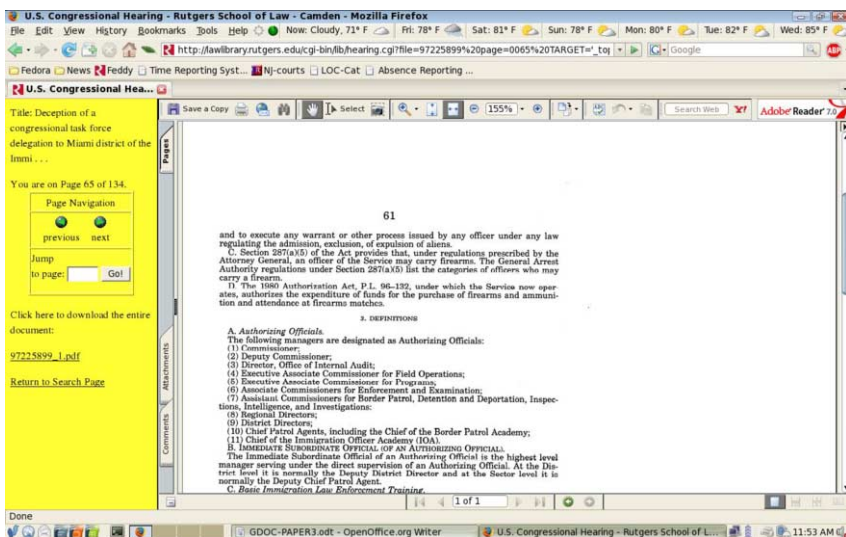 U.S. Congressional Hearing - Rutgers School of Law - Camden - Mozilla Firefox
File Edit View History Bookmarks Tools Help Now: Cloudy, 71° F Fri: 78° F Sat: 81° F Sun: 78° F Mon: 80° F Tue: 82° F Wed: 85° F
http://lawlibrary.rutgers.edu/cgi-bin/lib/hearing.cgi?file=97225899%20page=0065%20TARGET='_top Google ABP
Fedora News Feddy Time Reporting Syst... NJ-courts LOC-Cat Absence Reporting ...
U.S. Congressional Hea...
Save a Copy Select 155% Search Web Adobe Reader 7.0
Title: Deception of a
congressional task force
delegation to Miami district of the
Immi . . .
You are on Page 65 of 134.
Page Navigation
previous next
Jump
to page: Go!
Click here to download the entire
document:
97225899_1.pdf
Return to Search Page
Pages
Attachments
Comments
61
and to execute any warrant or other process issued by any officer under any law
regulating the admission, exclusion, of expulsion of aliens.
C. Section 287(a)(5) of the Act provides that, under regulations prescribed by the
Attorney General, an officer of the Service may carry firearms. The General Arrest
Authority regulations under Section 287(a)(5) list the categories of officers who may
carry a firearm.
D. The 1980 Authorization Act, P.L. 96–132, under which the Service now oper-
ates, authorizes the expenditure of funds for the purchase of firearms and ammuni-
tion and attendance at firearms matches.
3. DEFINITIONS
A. Authorizing Officials.
The following managers are designated as Authorizing Officials:
(1) Commissioner;
(2) Deputy Commissioner;
(3) Director, Office of Internal Audit;
(4) Executive Associate Commissioner for Field Operations;
(5) Executive Associate Commissioner for Programs;
(6) Associate Commissioners for Enforcement and Examination;
(7) Assistant Commissioners for Border Patrol, Detention and Deportation, Inspec-
tions, Intelligence, and Investigations:
(8) Regional Directors;
(9) District Directors;
(10) Chief Patrol Agents, including the Chief of the Border Patrol Academy;
(11) Chief of the Immigration Officer Academy (IOA).
B. IMMEDIATE SUBORDINATE OFFICIAL (OF AN AUTHORIZING OFFICIAL).
The Immediate Subordinate Official of an Authorizing Official is the highest level
manager serving under the direct supervision of an Authorizing Official. At the Dis-
trict level it is normally the Deputy District Director and at the Sector level it is
normally the Deputy Chief Patrol Agent.
C. Basic Immigration Law Enforcement Training.
1 of 1
Done
GDOC-PAPER3.odt - OpenOffice.org Writer U.S. Congressional Hearing - Rutgers School of L... 11:53 AM